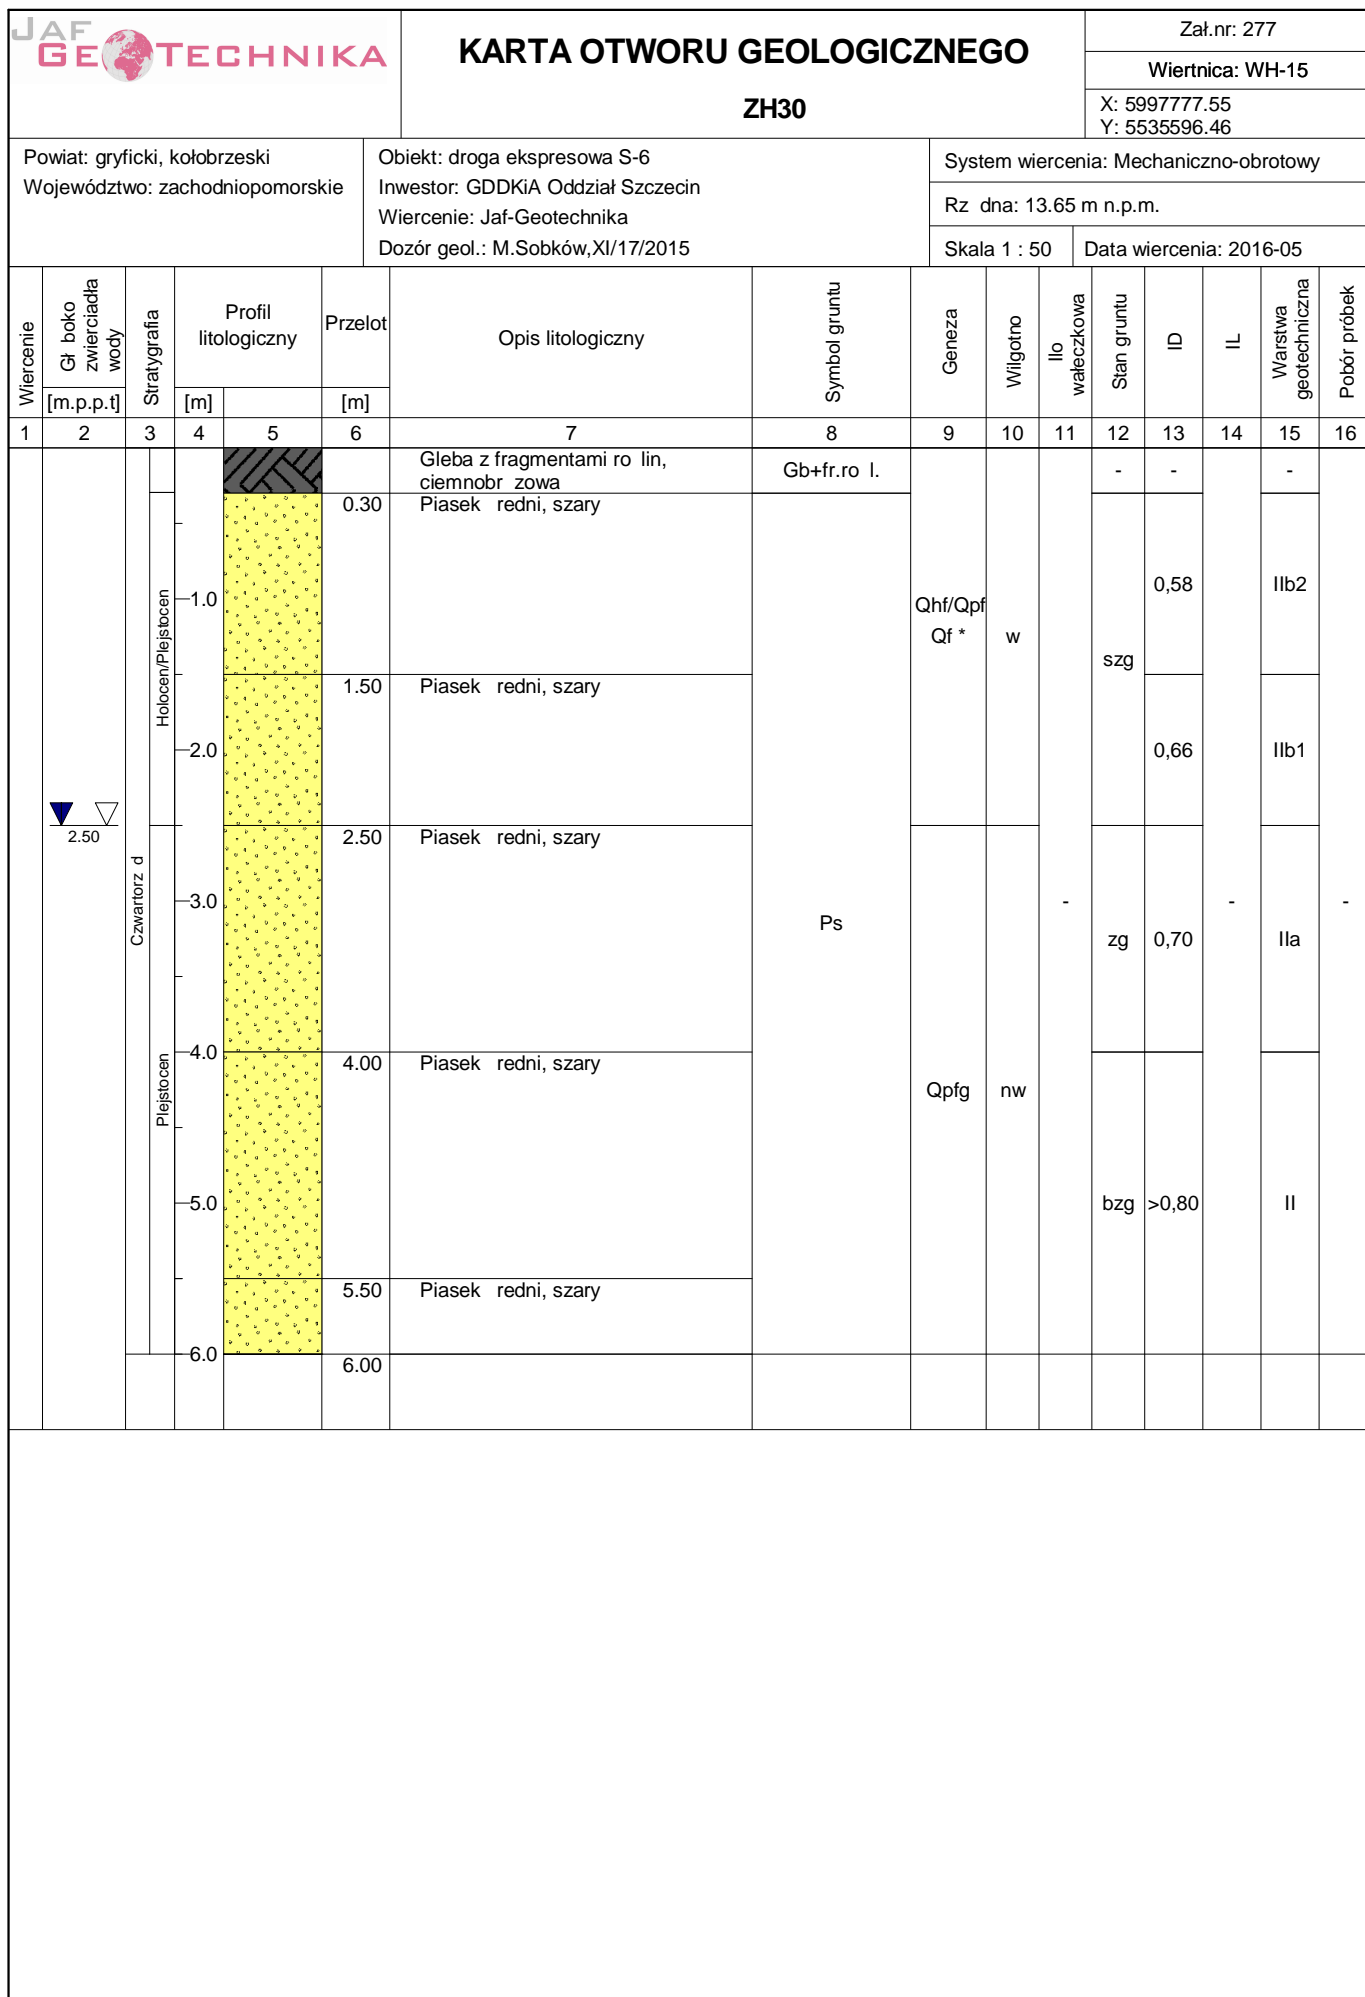 JAF
GEOTECHNIKA
KARTA OTWORU GEOLOGICZNEGO
ZH30
Zał.nr: 277
Wiertnica: WH-15
X: 5997777.55
Y: 5535596.46
Powiat: gryficki, kołobrzeski
Województwo: zachodniopomorskie
Obiekt: droga ekspresowa S-6
Inwestor: GDDKiA Oddział Szczecin
Wiercenie: Jaf-Geotechnika
Dozór geol.: M.Sobków,XI/17/2015
System wiercenia: Mechaniczno-obrotowy
Rz dna: 13.65 m n.p.m.
Skala 1 : 50
Data wiercenia: 2016-05
Wiercenie
Gł boko
zwierciadła
wody
[m.p.p.t]
Stratygrafia
Profil
litologiczny
[m]
Przelot
[m]
Opis litologiczny
Symbol gruntu
Geneza
Wilgotno
Ilo
wałeczkowa
Stan gruntu
ID
IL
Warstwa
geotechniczna
Pobór próbek
1 2 3 4 5 6 7 8 9 10 11 12 13 14 15 16
Gleba z fragmentami ro lin,
ciemnobr zowa
Gb+fr.ro l.
- - -
0.30 Piasek redni, szary
Holocen/Plejstocen
1.0
Qhf/Qpf
Qf *
w
szg
0,58
IIb2
1.50 Piasek redni, szary
2.0
0,66
IIb1
2.50
2.50 Piasek redni, szary
Czwartorz d
3.0
Ps
-
zg
0,70
-
IIa
-
4.0
4.00 Piasek redni, szary
Plejstocen
Qpfg
nw
5.0
bzg
>0,80
II
5.50 Piasek redni, szary
6.0
6.00